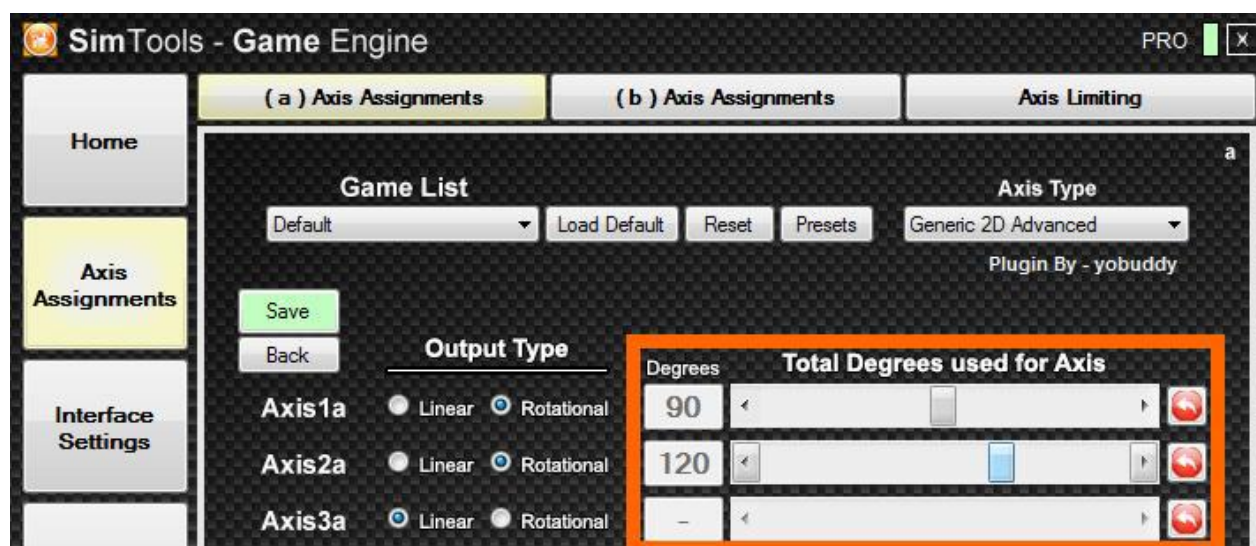 SimTools - Game Engine
PRO
X
( a ) Axis Assignments
( b ) Axis Assignments
Axis Limiting
Home
a
Game List
Axis Type
Default
Load Default
Reset
Presets
Generic 2D Advanced
Plugin By - yobuddy
Axis
Assignments
Save
Back
Output Type
Degrees
Total Degrees used for Axis
Interface
Settings
Axis1a
Linear
Rotational
90
Axis2a
Linear
Rotational
120
Axis3a
Linear
Rotational
-